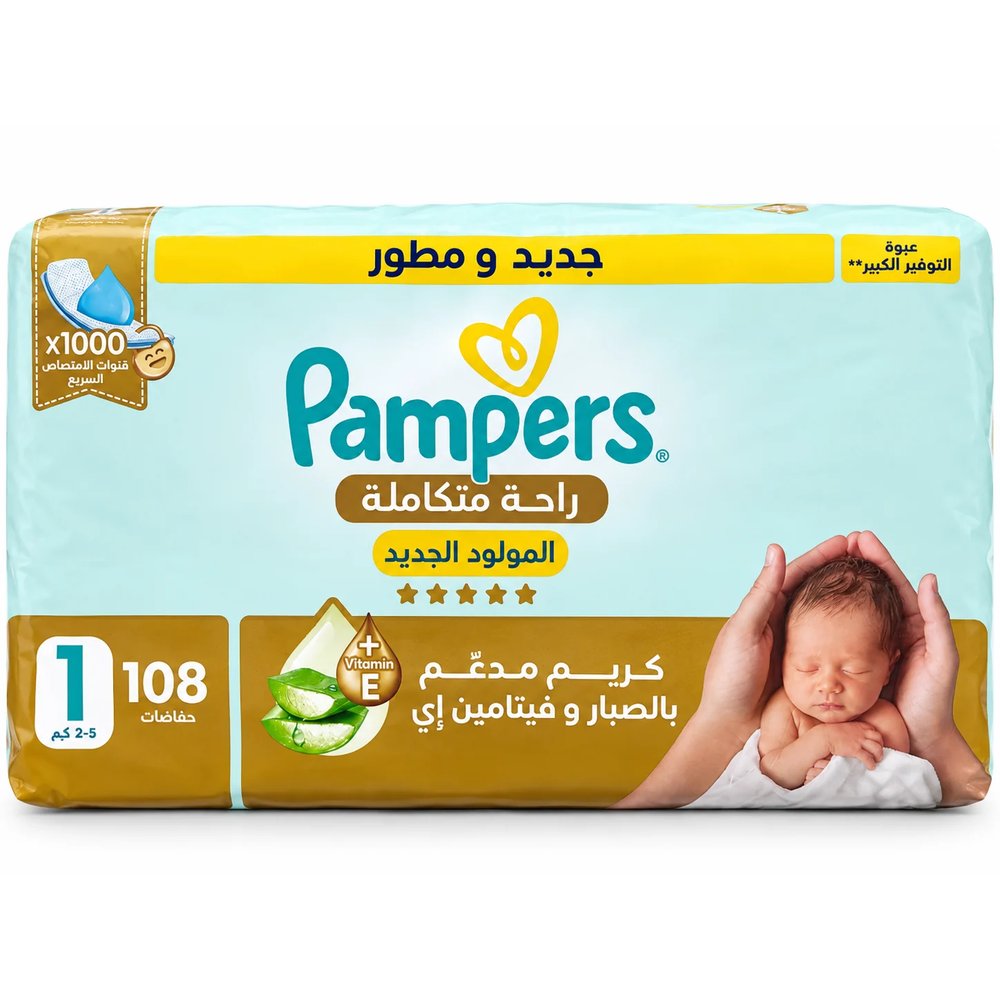 جديد و مطور
عبوة
التوفير الكبير**
x1000
قنوات الامتصاص
السريع
Pampers®
راحة متكاملة
المولود الجديد
1
2-5 كجم
108
حفاضات
+
Vitamin
E
كريم مدعّم
بالصبار و فيتامين إي